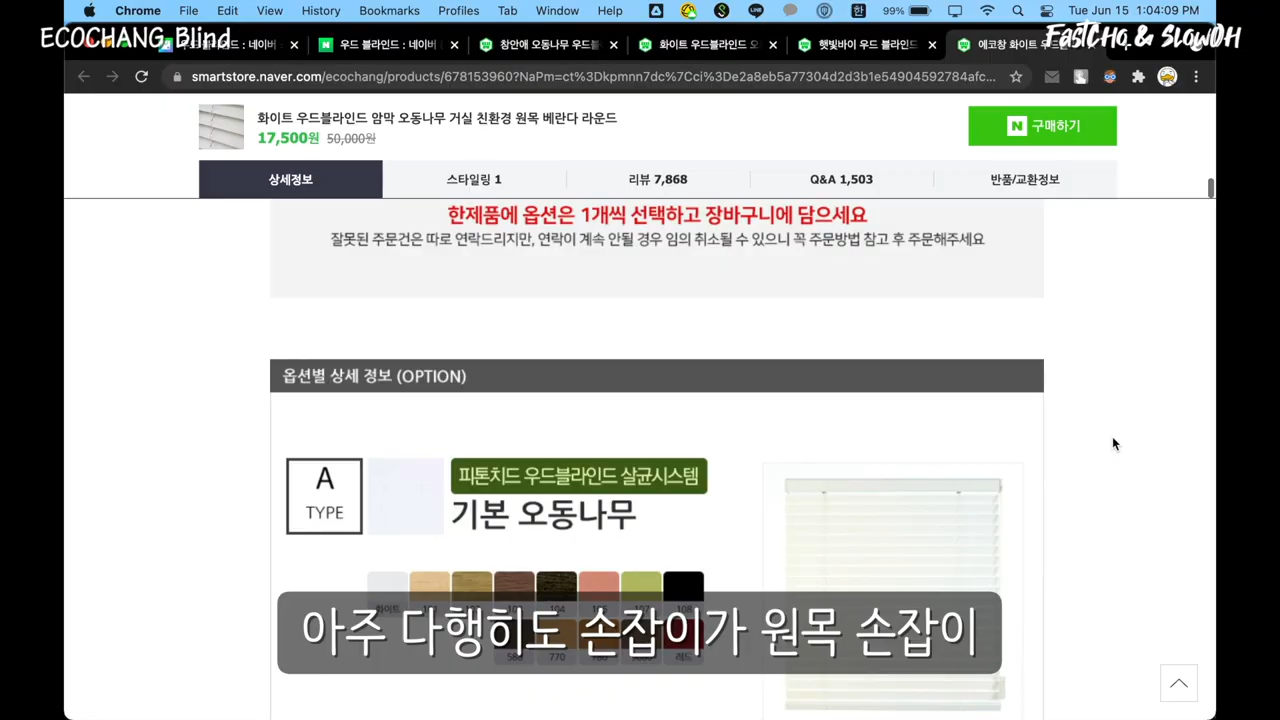 Chrome File Edit View History Bookmarks Profiles Tab Window Help 99% Tue Jun 15 1:04:09 PM
ECOCHANG Blind
FastCHo & SlowOH
우드 블라인드 : 네이버
창안애 오동나무 우드블
화이트 우드블라인드 오
햇빛바이 우드 블라인드
에코창 화이트 우드
smartstore.naver.com/ecochang/products/678153960?NaPm=ct%3Dkpmnn7dc%7Cci%3De2a8eb5a77304d2d3b1e54904592784afc...
화이트 우드블라인드 암막 오동나무 거실 친환경 원목 베란다 라운드
17,500원 50,000원
N 구매하기
상세정보 스타일링 1 리뷰 7,868 Q&A 1,503 반품/교환정보
한제품에 옵션은 1개씩 선택하고 장바구니에 담으세요
잘못된 주문건은 따로 연락드리지만, 연락이 계속 안될 경우 임의 취소될 수 있으니 꼭 주문방법 참고 후 주문해주세요
옵션별 상세 정보 (OPTION)
A
TYPE
피톤치드 우드블라인드 살균시스템
기본 오동나무
아주 다행히도 손잡이가 원목 손잡이